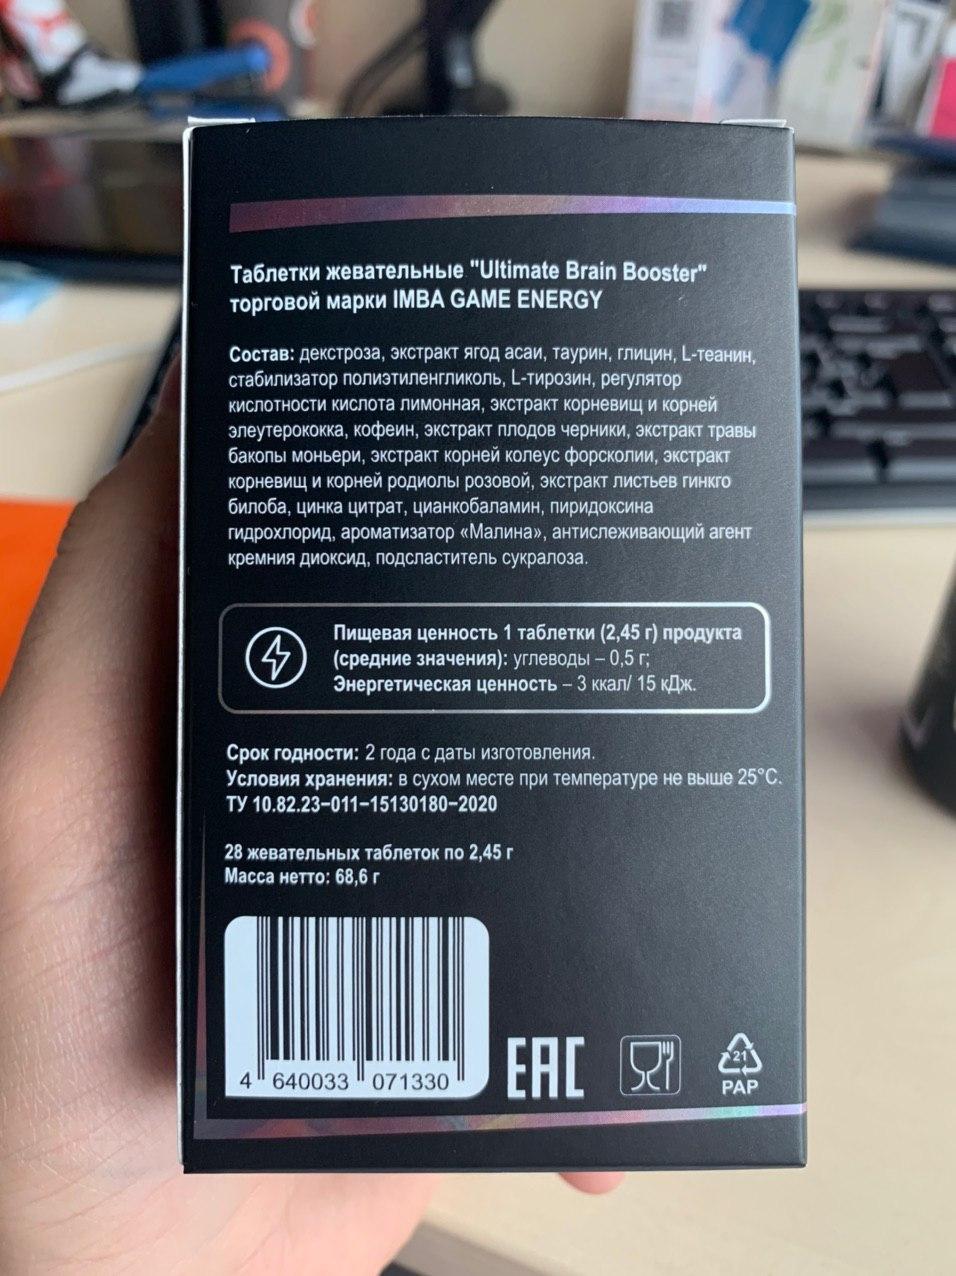 Таблетки жевательные "Ultimate Brain Booster"
торговой марки IMBA GAME ENERGY
Состав: декстроза, экстракт ягод асаи, таурин, глицин, L-теанин,
стабилизатор полиэтиленгликоль, L-тирозин, регулятор
кислотности кислота лимонная, экстракт корневищ и корней
элеутерококка, кофеин, экстракт плодов черники, экстракт травы
бакопы моньери, экстракт корней колеус форсколии, экстракт
корневищ и корней родиолы розовой, экстракт листьев гинкго
билоба, цинка цитрат, цианкобаламин, пиридоксина
гидрохлорид, ароматизатор «Малина», антислеживающий агент
кремния диоксид, подсластитель сукралоза.
Пищевая ценность 1 таблетки (2,45 г) продукта
(средние значения): углеводы – 0,5 г;
Энергетическая ценность – 3 ккал/ 15 кДж.
Срок годности: 2 года с даты изготовления.
Условия хранения: в сухом месте при температуре не выше 25°C.
ТУ 10.82.23-011-15130180-2020
28 жевательных таблеток по 2,45 г
Масса нетто: 68,6 г
4 640033 071330
EAC
21
PAP